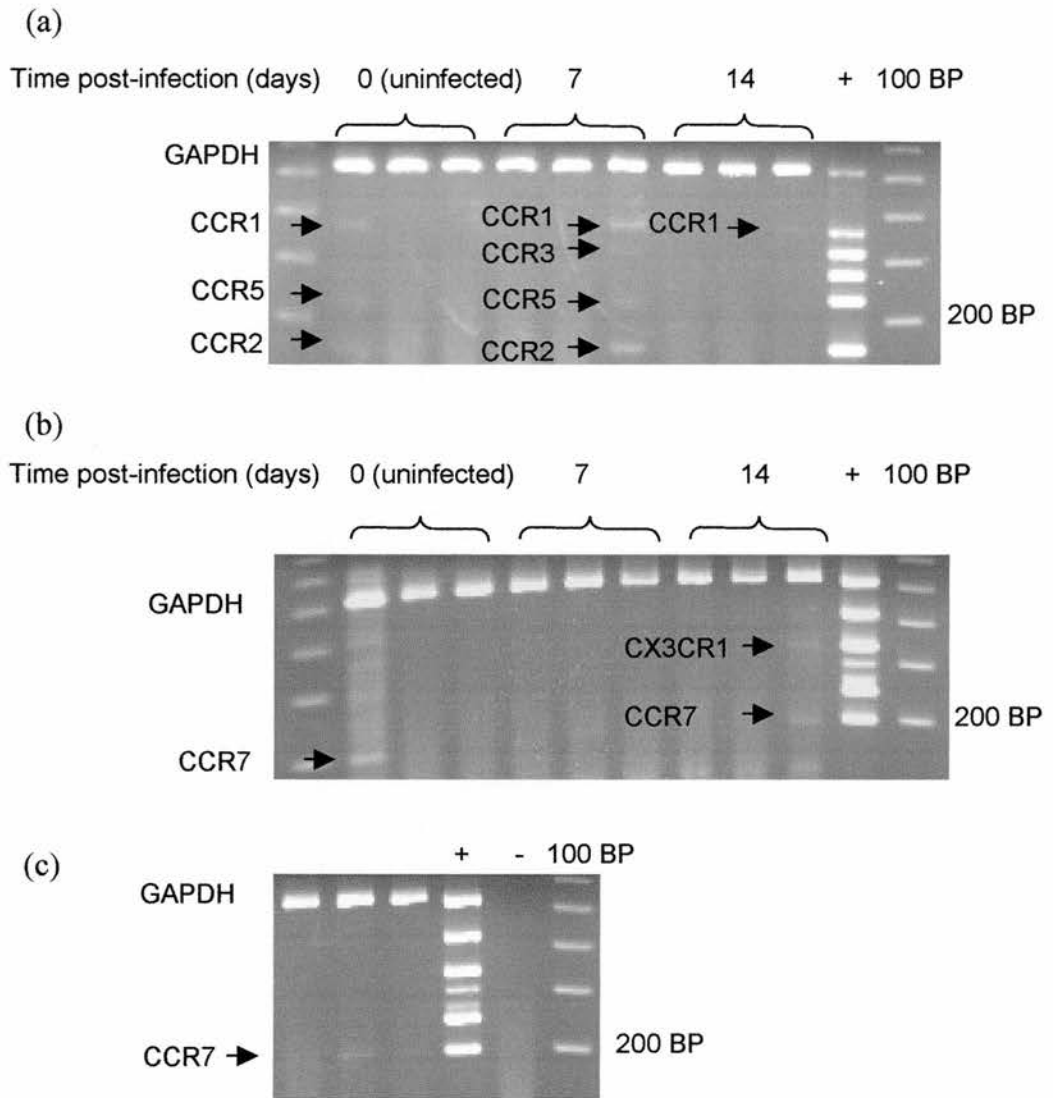 (a)
Time post-infection (days) 0 (uninfected) 7 14 + 100 BP
GAPDH
CCR1 CCR1 CCR1
CCR3
CCR5 CCR5
200 BP
CCR2 CCR2
(b)
Time post-infection (days) 0 (uninfected) 7 14 + 100 BP
GAPDH
CX3CR1
CCR7 200 BP
CCR7
(c)
+ - 100 BP
GAPDH
CCR7 200 BP